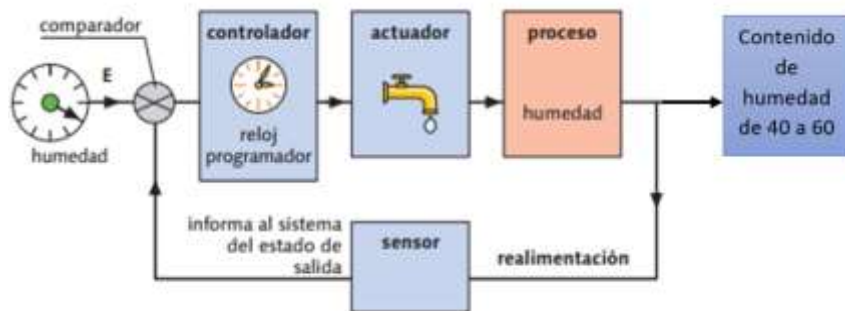 comparador
E
humedad
controlador
reloj
programador
actuador
proceso
humedad
Contenido
de
humedad
de 40 a 60
informa al sistema
del estado de
salida
sensor
realimentación